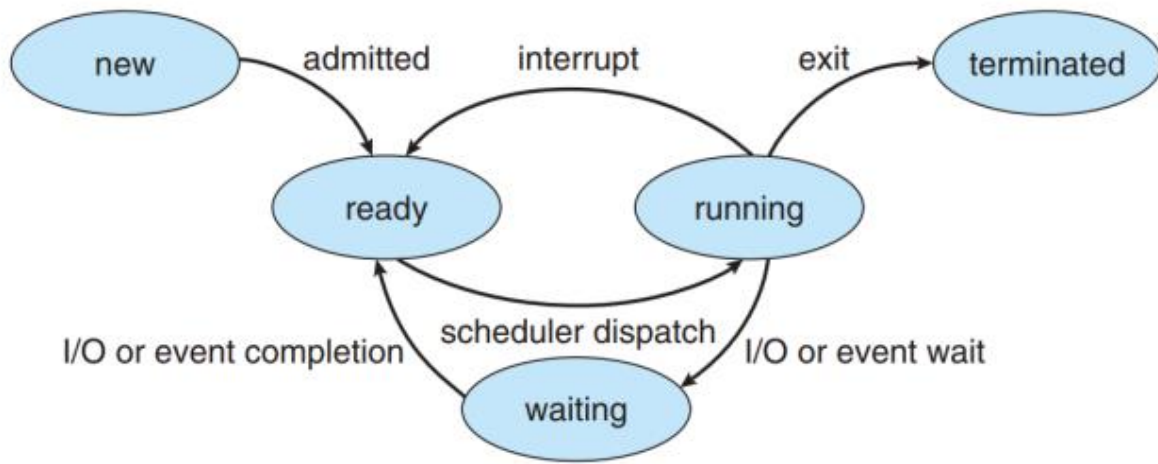 new
admitted
interrupt
exit
terminated
ready
running
scheduler dispatch
I/O or event completion
I/O or event wait
waiting